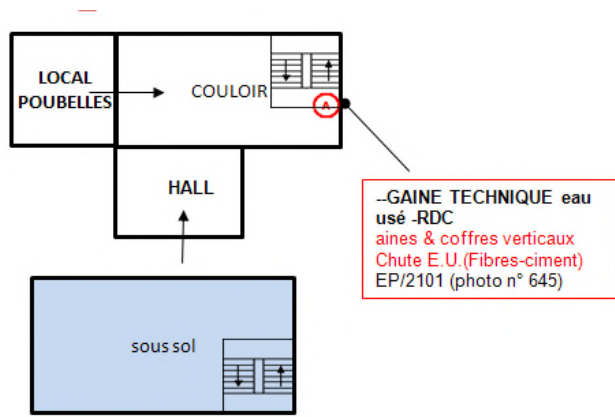 LOCAL
POUBELLES
COULOIR
A
HALL
--GAINE TECHNIQUE eau
usé -RDC
aines & coffres verticaux
Chute E.U.(Fibres-ciment)
EP/2101 (photo n° 645)
sous sol